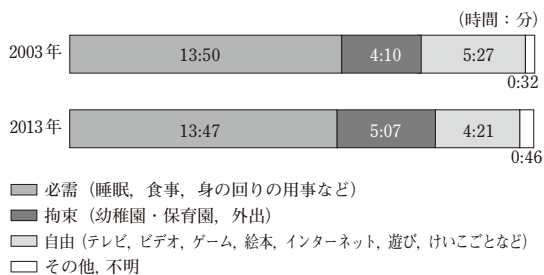 （時間：分）
2003年 13:50 4:10 5:27
0:32
2013年 13:47 5:07 4:21
0:46
必需（睡眠，食事，身の回りの用事など）
拘束（幼稚園・保育園，外出）
自由（テレビ，ビデオ，ゲーム，絵本，インターネット，遊び，けいこごとなど）
その他，不明